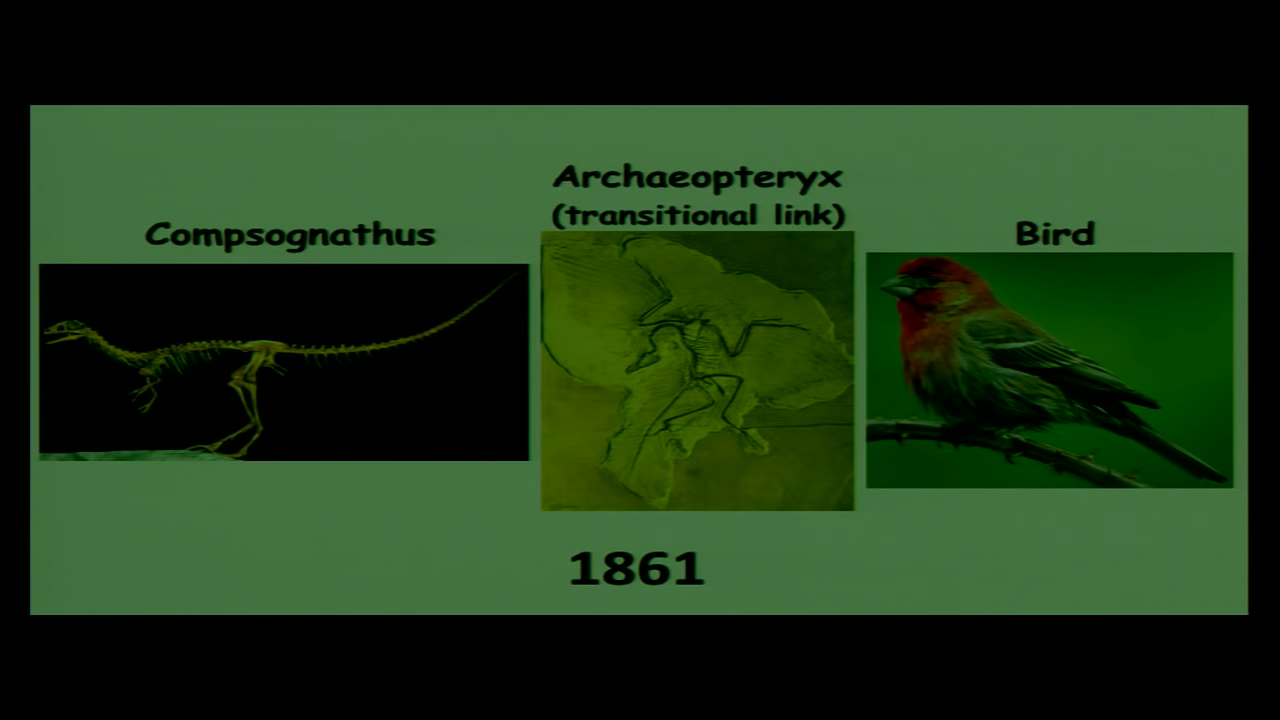 Archaeopteryx
(transitional link)
Compsognathus
Bird
1861